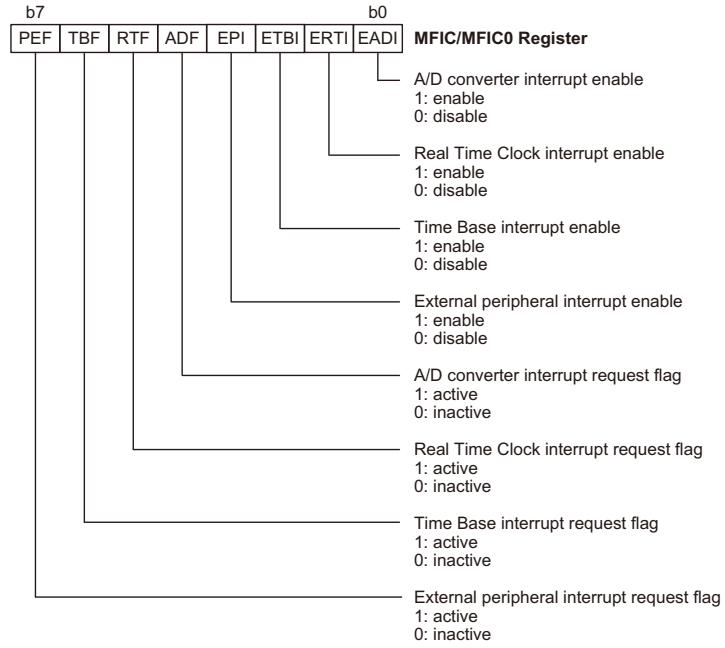 b7 b0
PEF TBF RTF ADF EPI ETBI ERTI EADI MFIC/MFIC0 Register
A/D converter interrupt enable
1: enable
0: disable
Real Time Clock interrupt enable
1: enable
0: disable
Time Base interrupt enable
1: enable
0: disable
External peripheral interrupt enable
1: enable
0: disable
A/D converter interrupt request flag
1: active
0: inactive
Real Time Clock interrupt request flag
1: active
0: inactive
Time Base interrupt request flag
1: active
0: inactive
External peripheral interrupt request flag
1: active
0: inactive